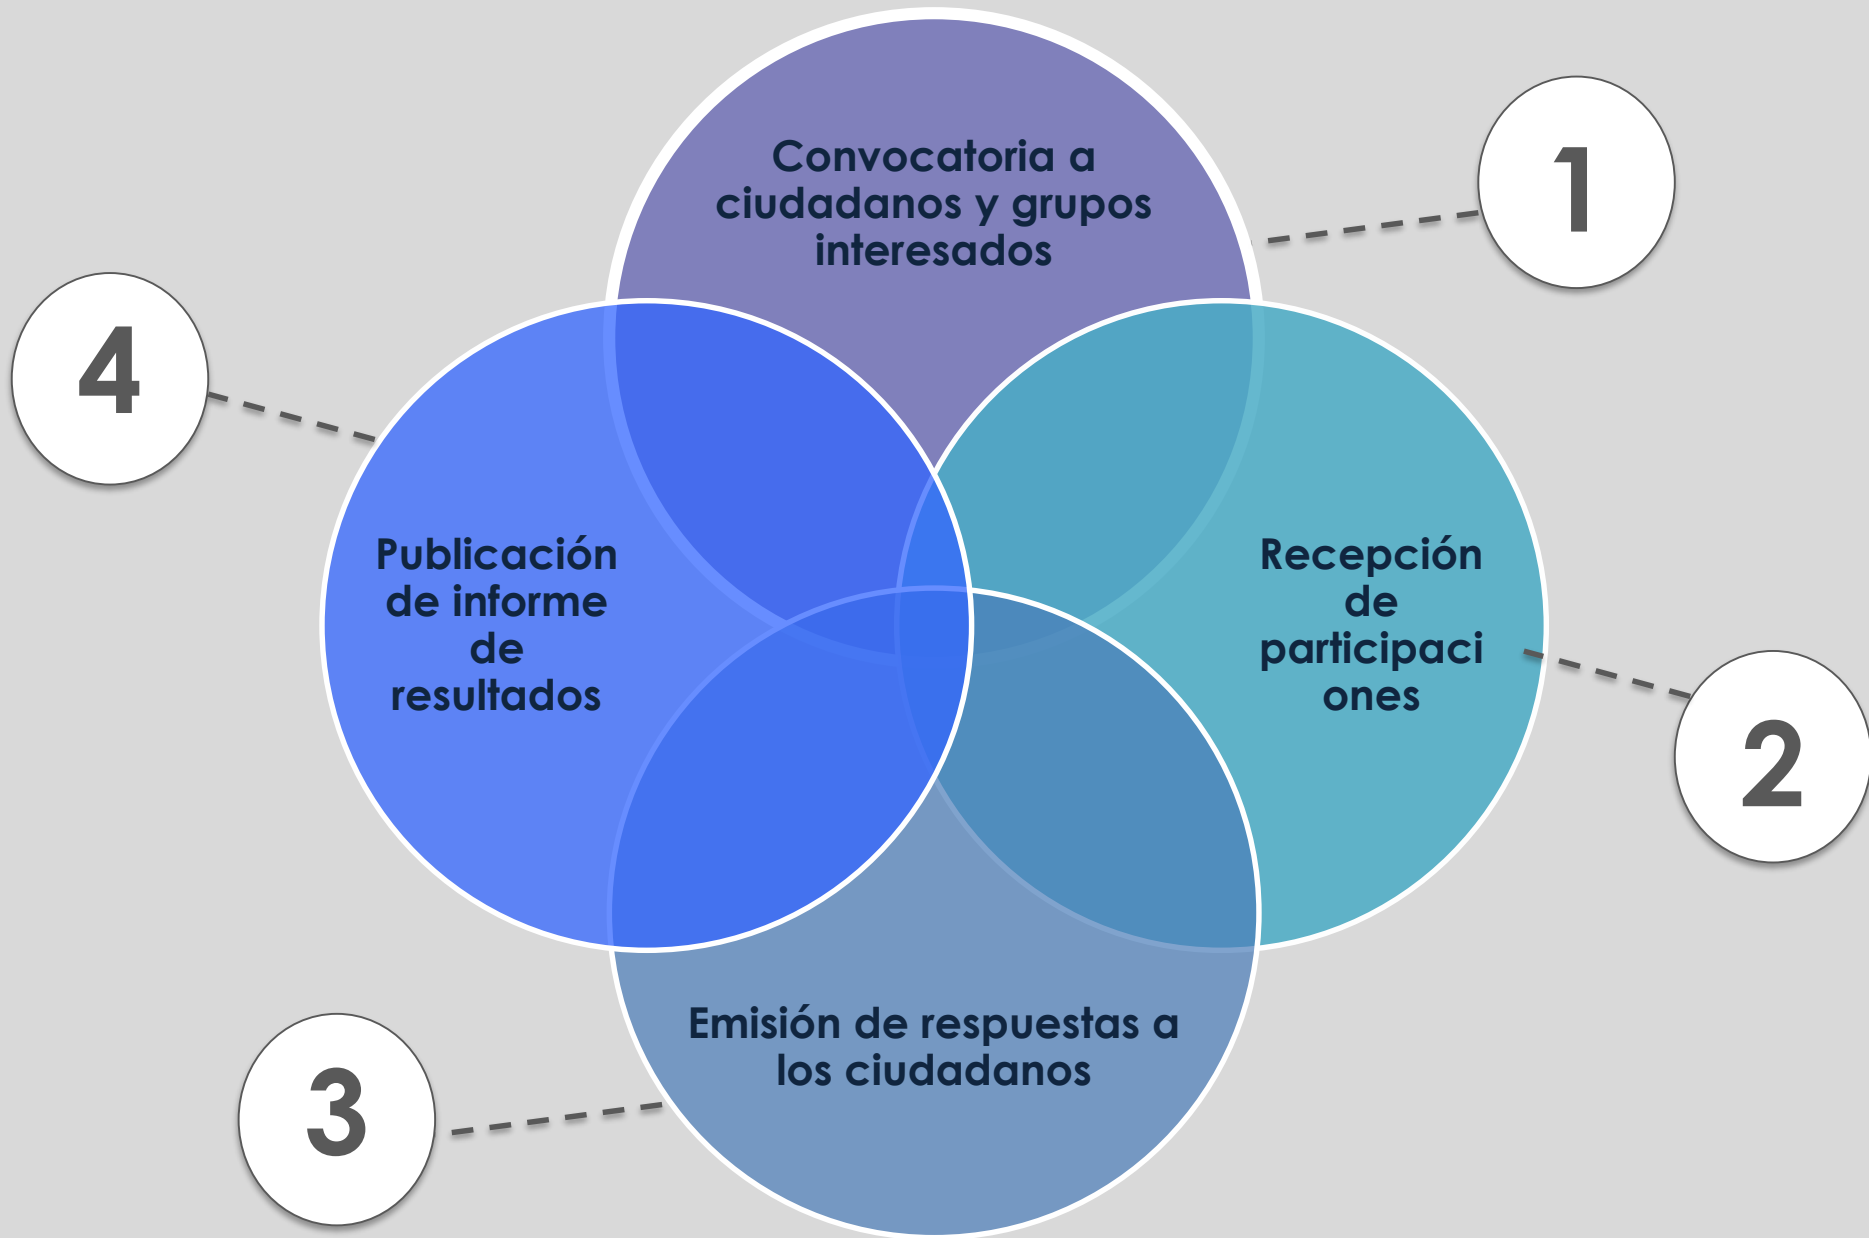 1
Convocatoria a
ciudadanos y grupos
interesados
2
Recepción
de
participaci
ones
3
Emisión de respuestas a
los ciudadanos
4
Publicación
de informe
de
resultados